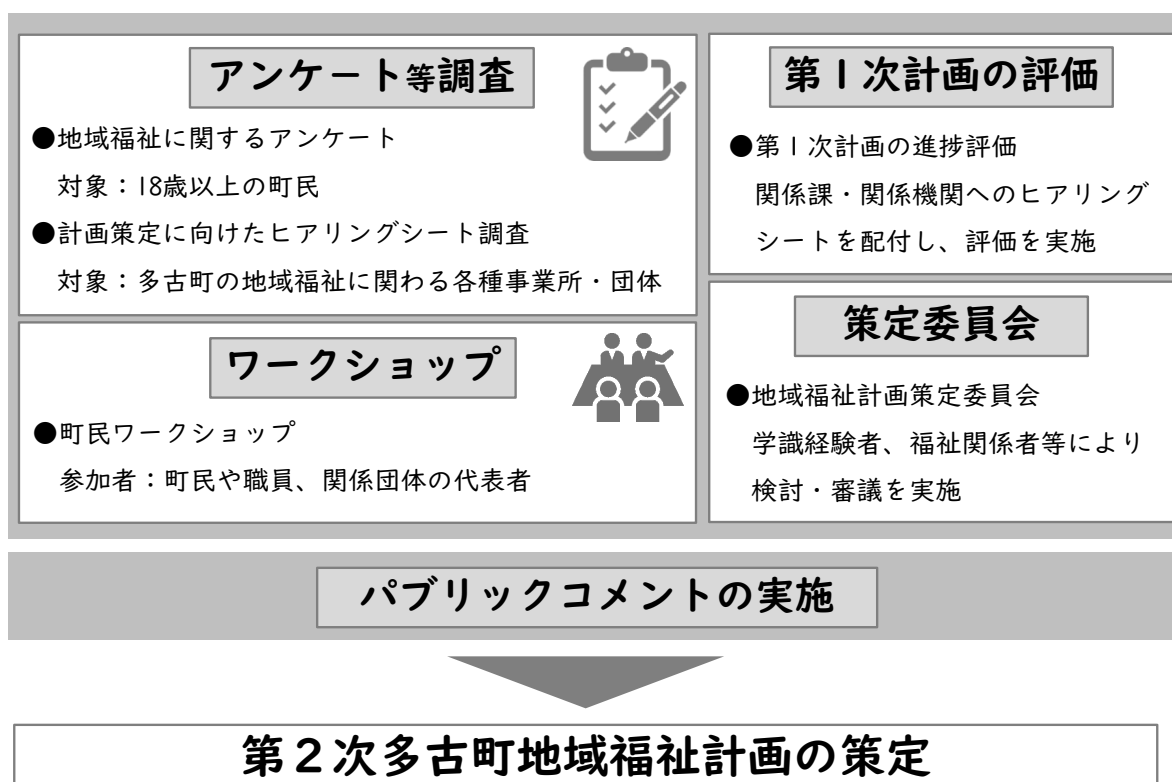 アンケート等調査
●地域福祉に関するアンケート
対象：18歳以上の町民
●計画策定に向けたヒアリングシート調査
対象：多古町の地域福祉に関わる各種事業所・団体
ワークショップ
●町民ワークショップ
参加者：町民や職員、関係団体の代表者
第1次計画の評価
●第1次計画の進捗評価
関係課・関係機関へのヒアリング
シートを配付し、評価を実施
策定委員会
●地域福祉計画策定委員会
学識経験者、福祉関係者等により
検討・審議を実施
パブリックコメントの実施
第２次多古町地域福祉計画の策定